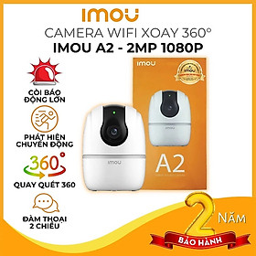 imou
CAMERA WIFI XOAY 360°
IMOU A2 - 2MP 1080P
CÒI BÁO
ĐỘNG LỚN
PHÁT HIỆN
CHUYỂN ĐỘNG
360°
QUAY QUÉT 360
ĐÀM THOẠI
2 CHIỀU
imou
imou
A2
2 NĂM
BẢO HÀNH